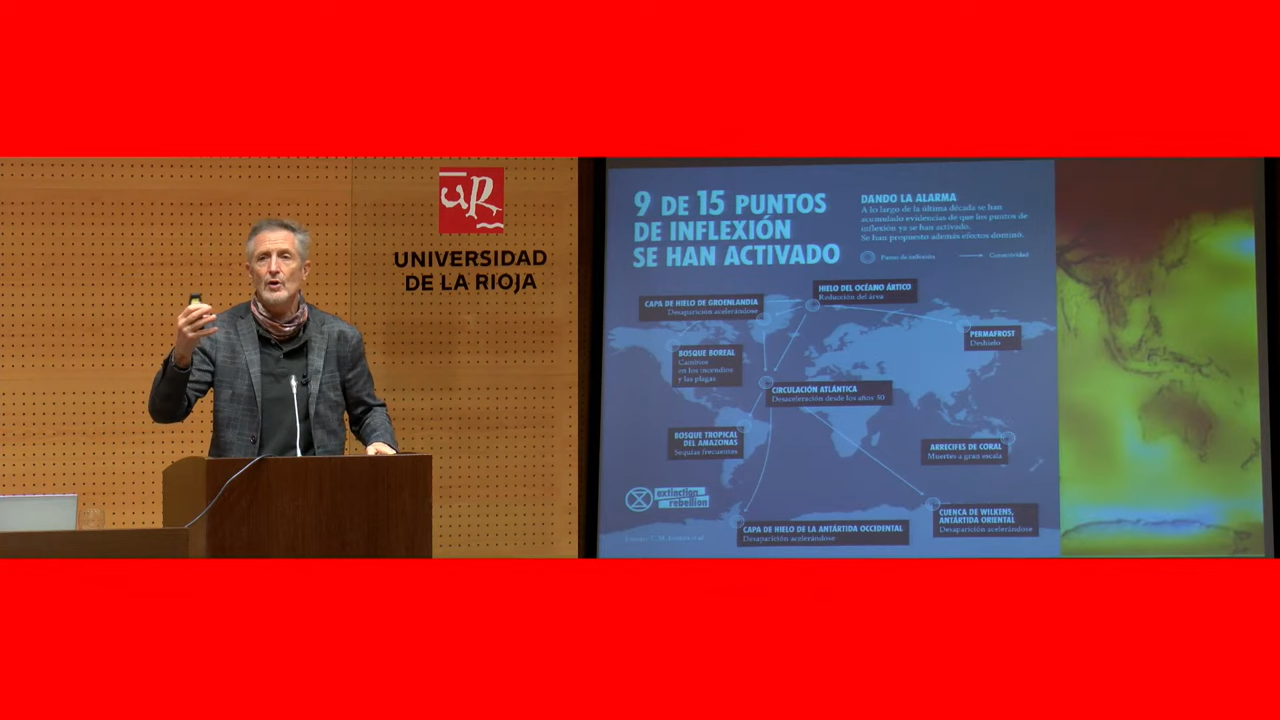 uR
UNIVERSIDAD
DE LA RIOJA
9 DE 15 PUNTOS
DE INFLEXIÓN
SE HAN ACTIVADO
DANDO LA ALARMA
A lo largo de la última década se han
acumulado evidencias de que los puntos de
inflexión ya se han activado.
Se han propuesto además efectos dominó.
Punto de inflexión
Conectividad
CAPA DE HIELO DE GROENLANDIA
Desaparición acelerándose
HIELO DEL OCÉANO ÁRTICO
Reducción del área
PERMAFROST
Deshielo
BOSQUE BOREAL
Cambios
en los incendios
y las plagas
CIRCULACIÓN ATLÁNTICA
Desaceleración desde los años 50
BOSQUE TROPICAL
DEL AMAZONAS
Sequías frecuentes
ARRECIFES DE CORAL
Muertes a gran escala
extinction
rebellion
CUENCA DE WILKENS,
ANTÁRTIDA ORIENTAL
Desaparición acelerándose
CAPA DE HIELO DE LA ANTÁRTIDA OCCIDENTAL
Desaparición acelerándose